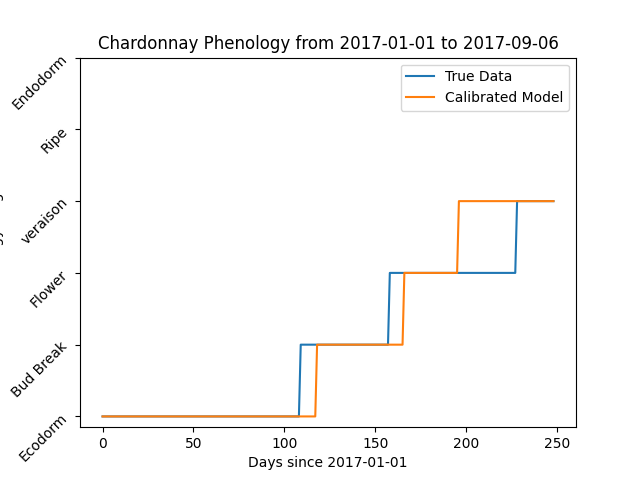 Chardonnay Phenology from 2017-01-01 to 2017-09-06
Endodorm
Ripe
veraison
Flower
Bud Break
Ecodorm
True Data
Calibrated Model
0 50 100 150 200 250
Days since 2017-01-01